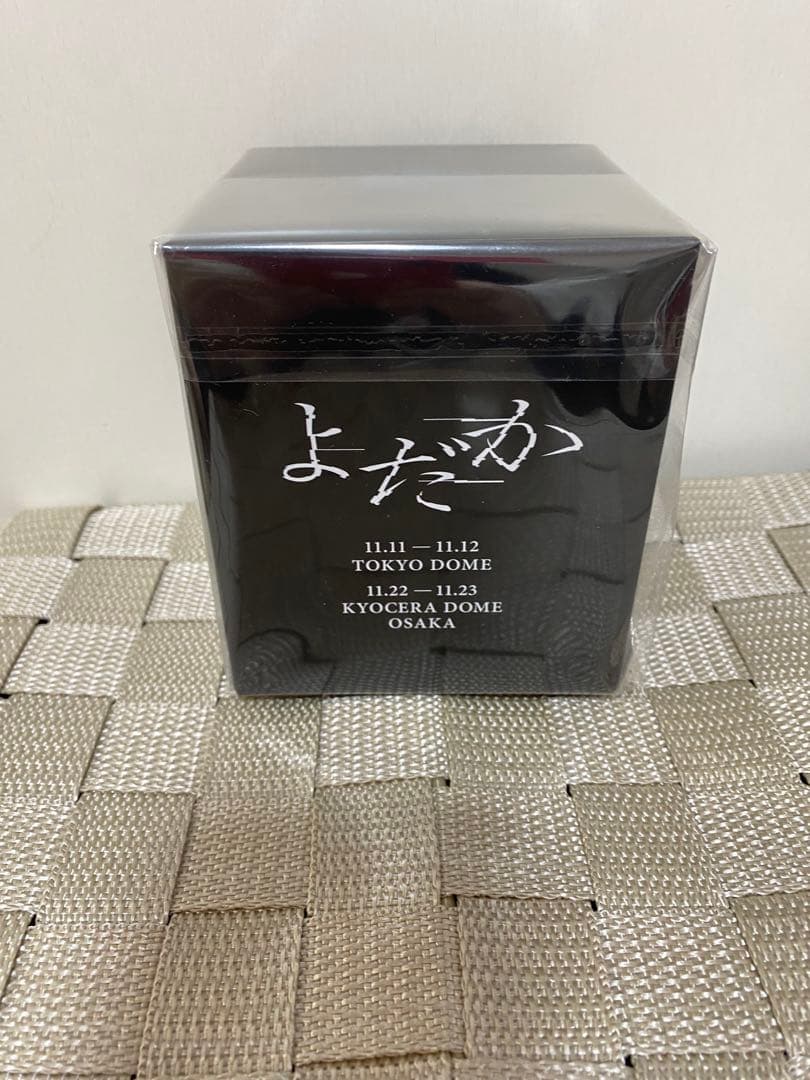 よだか
11.11 — 11.12
TOKYO DOME
11.22 — 11.23
KYOCERA DOME
OSAKA